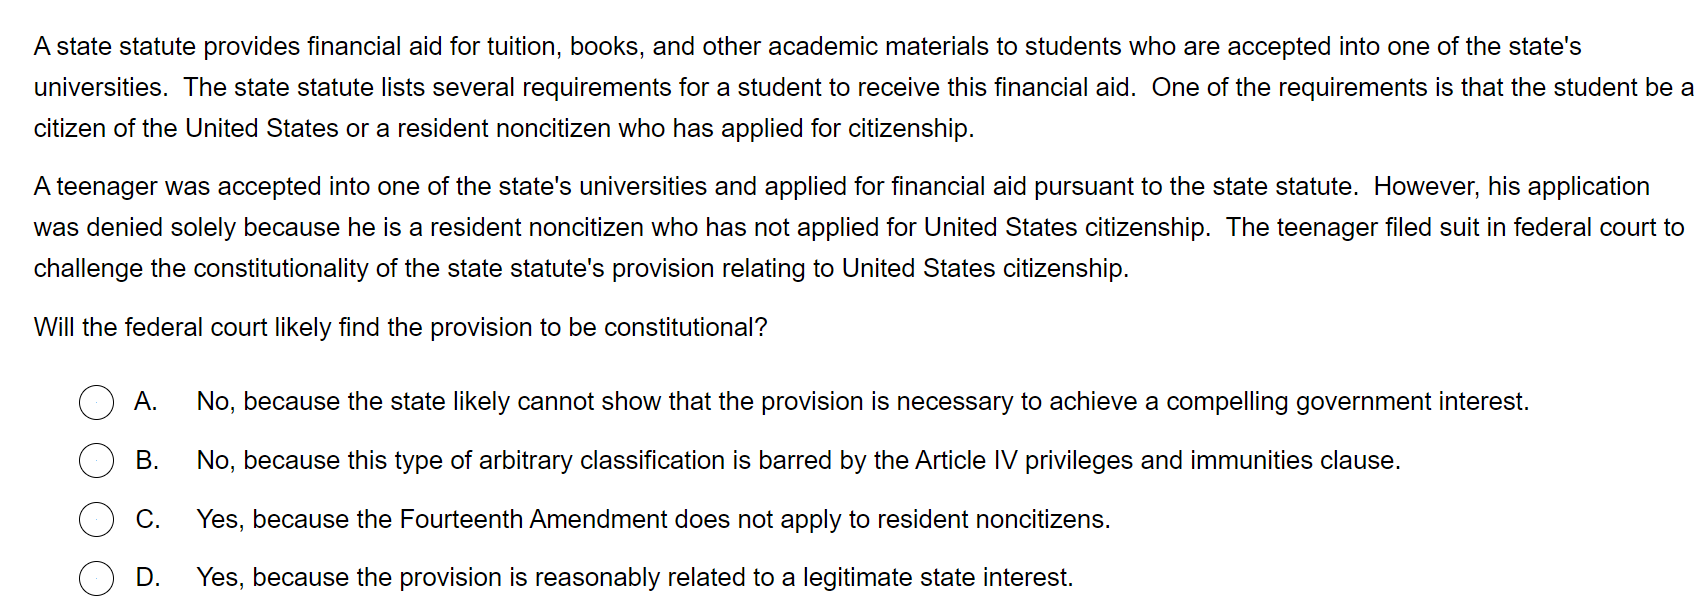 A state statute provides financial aid for tuition, books, and other academic materials to students who are accepted into one of the state's
universities. The state statute lists several requirements for a student to receive this financial aid. One of the requirements is that the student be a
citizen of the United States or a resident noncitizen who has applied for citizenship.
A teenager was accepted into one of the state's universities and applied for financial aid pursuant to the state statute. However, his application
was denied solely because he is a resident noncitizen who has not applied for United States citizenship. The teenager filed suit in federal court to
challenge the constitutionality of the state statute's provision relating to United States citizenship.
Will the federal court likely find the provision to be constitutional?
A. No, because the state likely cannot show that the provision is necessary to achieve a compelling government interest.
B. No, because this type of arbitrary classification is barred by the Article IV privileges and immunities clause.
C. Yes, because the Fourteenth Amendment does not apply to resident noncitizens.
D. Yes, because the provision is reasonably related to a legitimate state interest.